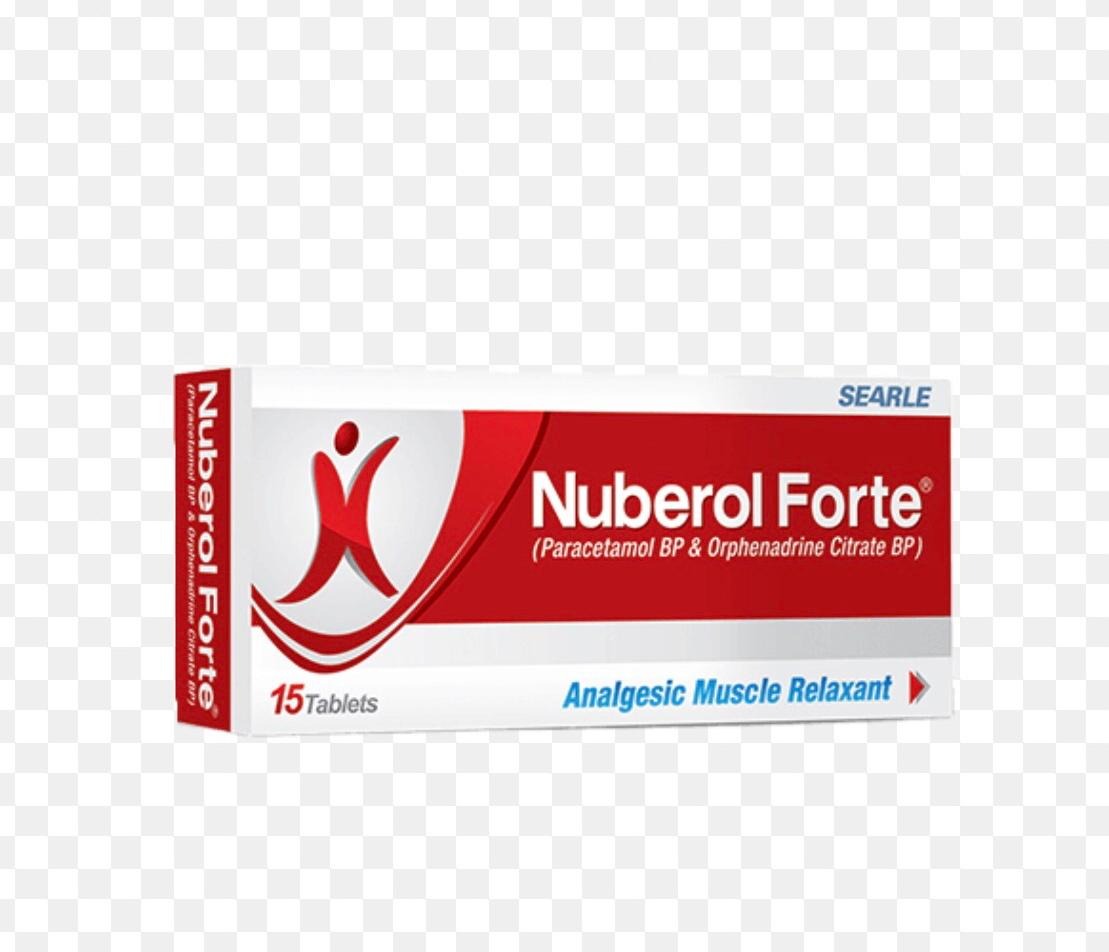 SEARLE
Nuberol Forte®
(Paracetamol BP & Orphenadrine Citrate BP)
15 Tablets
Analgesic Muscle Relaxant
Nuberol Forte®
(Paracetamol BP & Orphenadrine Citrate BP)